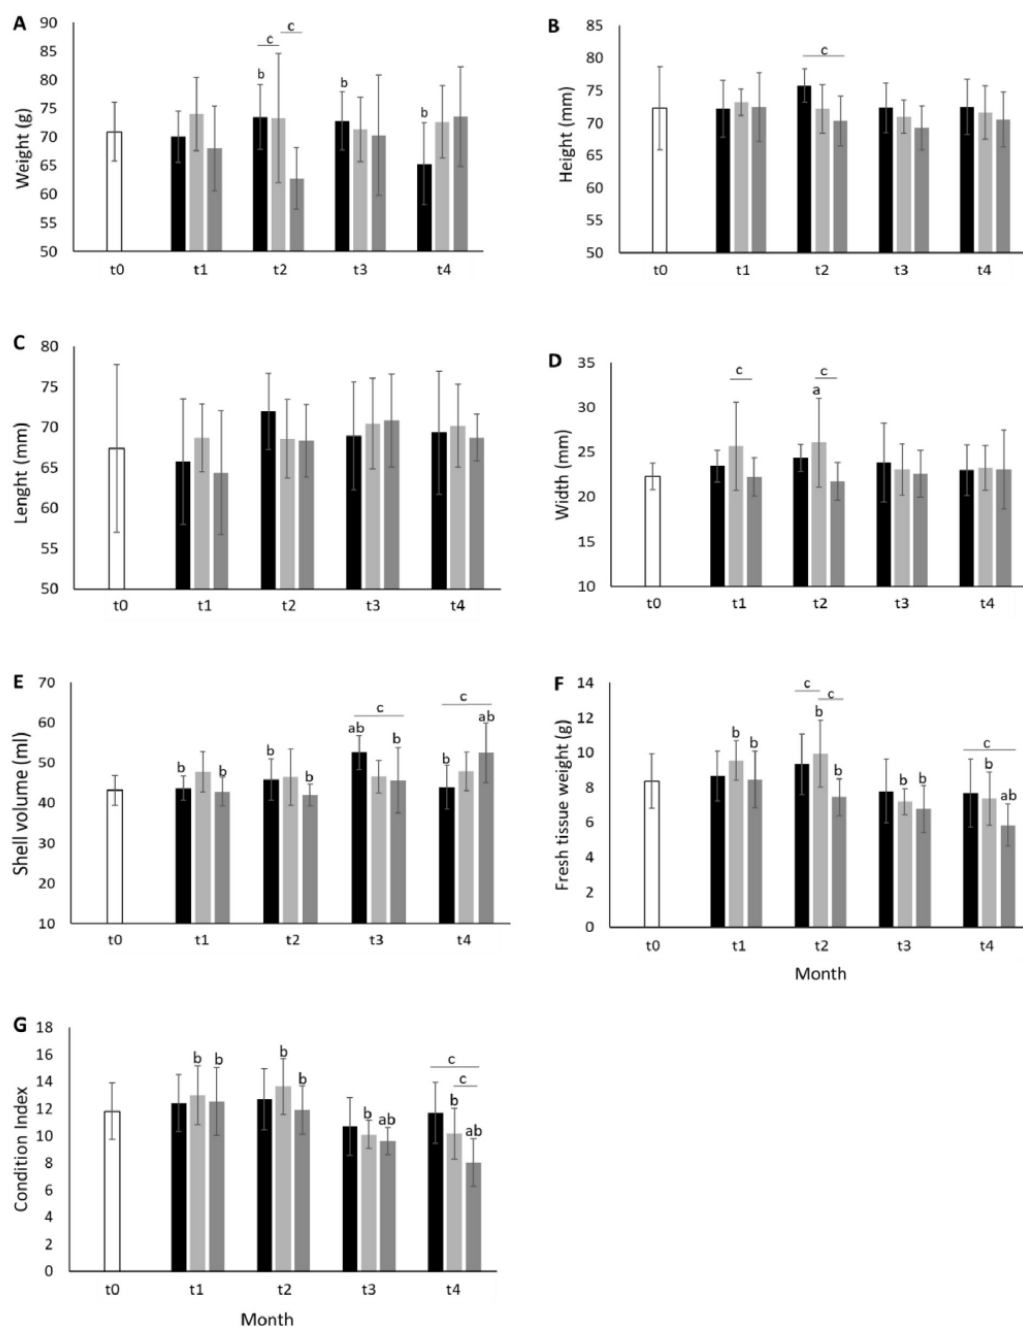 A
Weight (g)
90
85
80
75
70
65
60
55
50
c
c
b
b
b
t0 t1 t2 t3 t4
B
Height (mm)
85
80
75
70
65
60
55
50
c
t0 t1 t2 t3 t4
C
Lenght (mm)
80
75
70
65
60
55
50
t0 t1 t2 t3 t4
D
Width (mm)
35
30
25
20
15
10
c
c
a
t0 t1 t2 t3 t4
E
Shell volume (ml)
70
60
50
40
30
20
10
c
c
b b b b ab b b ab
t0 t1 t2 t3 t4
F
Fresh tissue weight (g)
14
12
10
8
6
4
2
0
c
c
c
b b b b b b b ab
t0 t1 t2 t3 t4
Month
G
Condition Index
18
16
14
12
10
8
6
4
2
0
c
c
b b b b b ab b ab
t0 t1 t2 t3 t4
Month